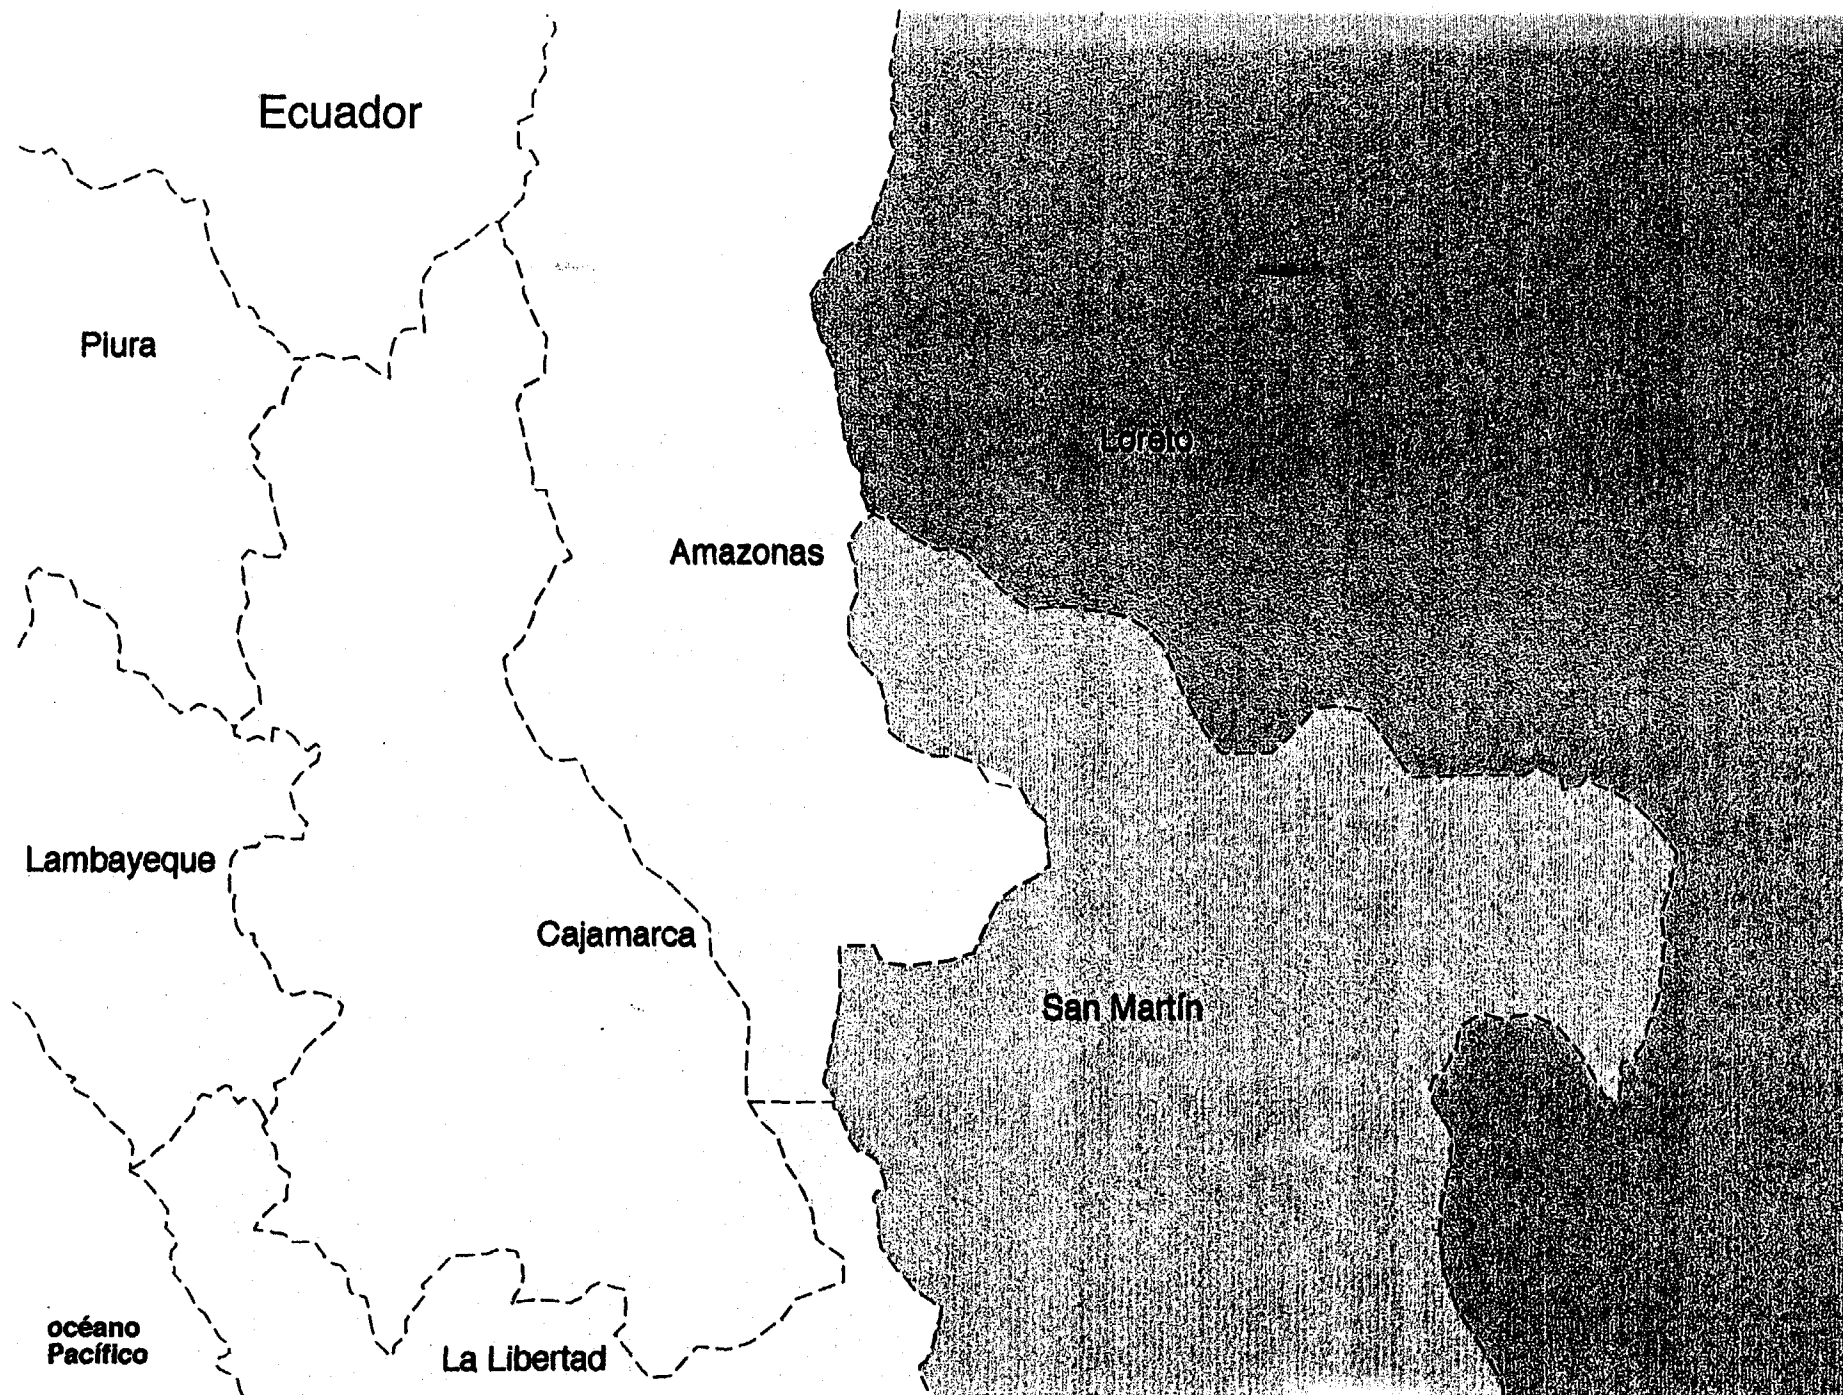 Ecuador
Piura
Loreto
Amazonas
Lambayeque
Cajamarca
San Martín
océano
Pacífico
La Libertad